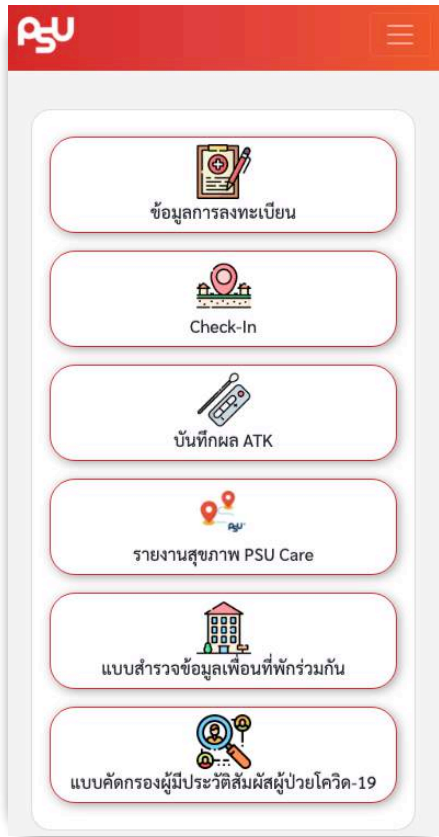 PSU
ข้อมูลการลงทะเบียน
Check-In
บันทึกผล ATK
PSU
รายงานสุขภาพ PSU Care
แบบสำรวจข้อมูลเพื่อนที่พักร่วมกัน
แบบคัดกรองผู้มีประวัติสัมผัสผู้ป่วยโควิด-19